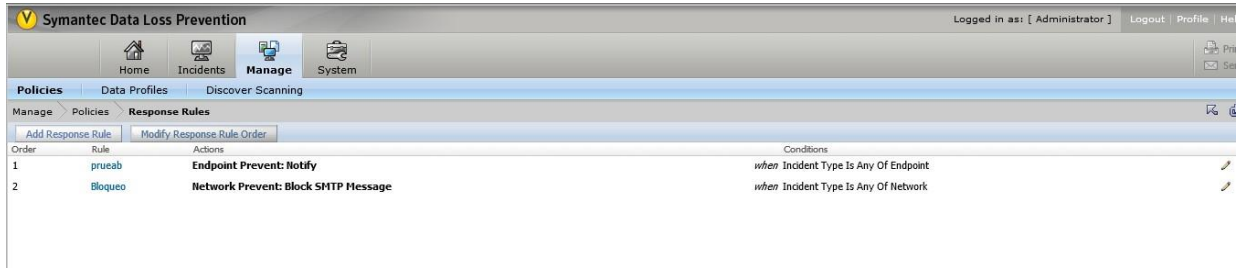 Symantec Data Loss Prevention Logged in as: [ Administrator ] Logout | Profile |
Home Incidents Manage System
Policies Data Profiles Discover Scanning
Manage Policies Response Rules
Add Response Rule Modify Response Rule Order
Order Rule Actions Conditions
1 prueab Endpoint Prevent: Notify when Incident Type Is Any Of Endpoint
2 Bloqueo Network Prevent: Block SMTP Message when Incident Type Is Any Of Network